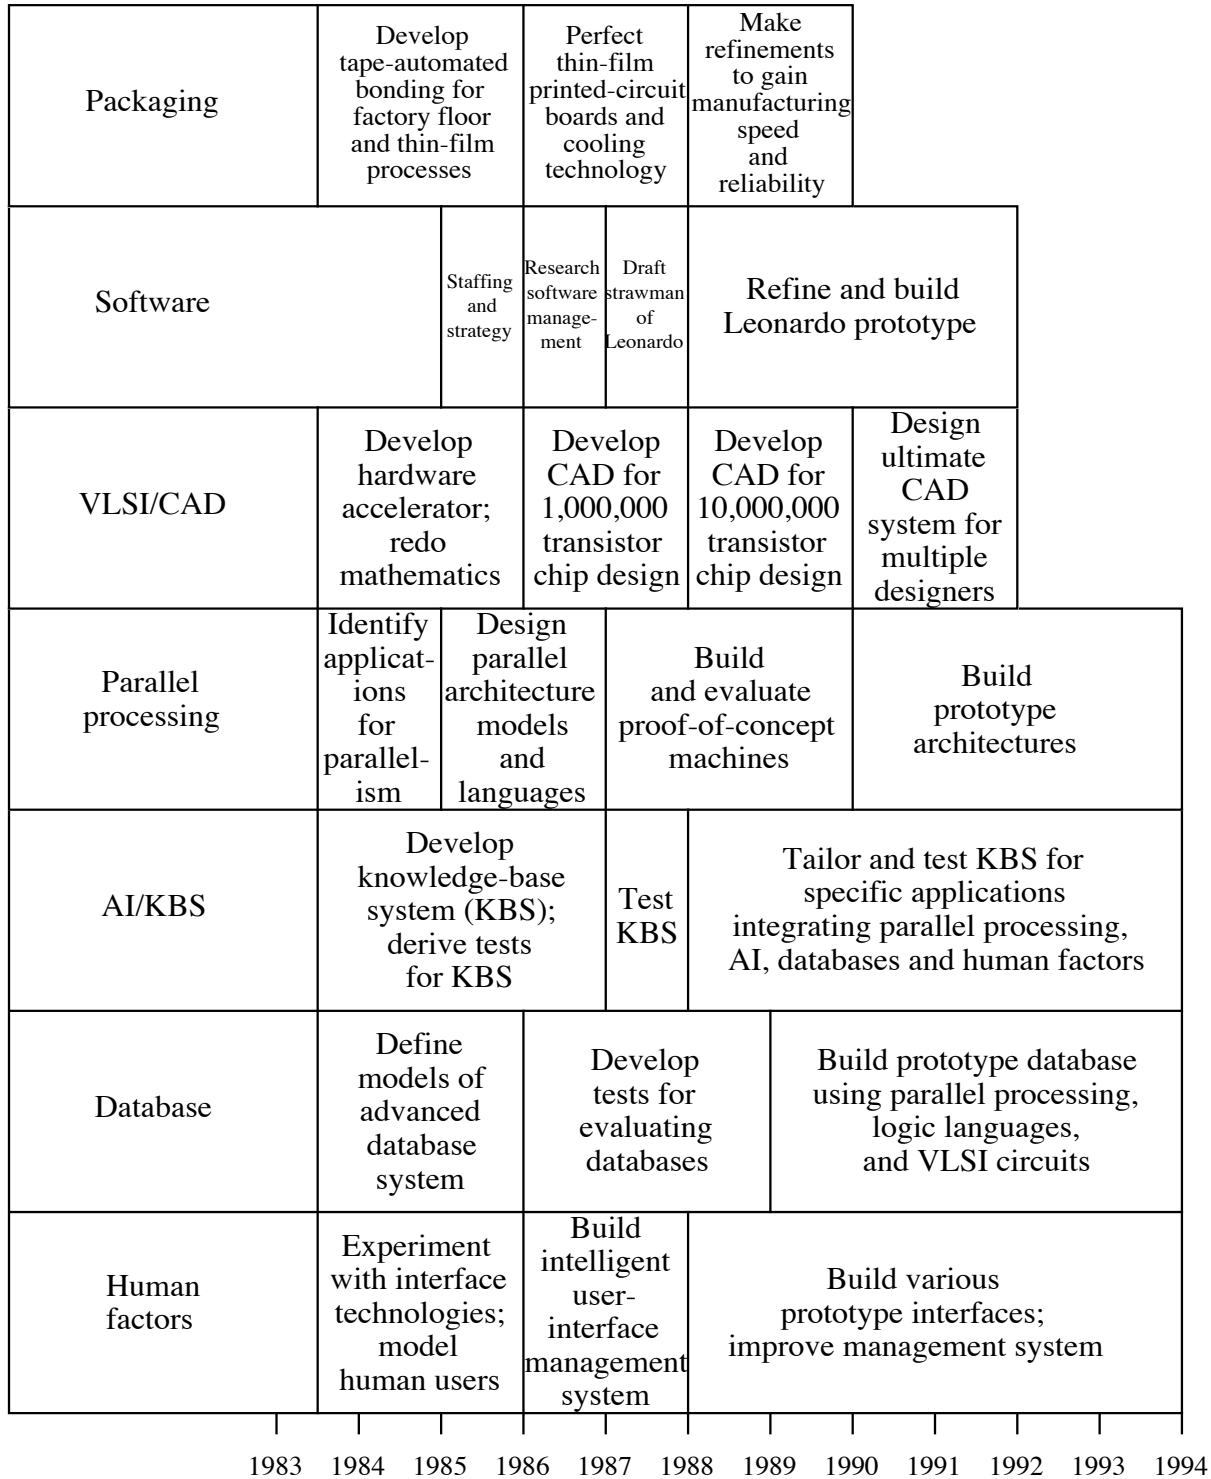 Packaging
Develop
tape-automated
bonding for
factory floor
and thin-film
processes
Perfect
thin-film
printed-circuit
boards and
cooling
technology
Make
refinements
to gain
manufacturing
speed
and
reliability
Software
Staffing
and
strategy
Research
software
manage-
ment
Draft
strawman
of
Leonardo
Refine and build
Leonardo prototype
VLSI/CAD
Develop
hardware
accelerator;
redo
mathematics
Develop
CAD for
1,000,000
transistor
chip design
Develop
CAD for
10,000,000
transistor
chip design
Design
ultimate
CAD
system for
multiple
designers
Parallel
processing
Identify
applicat-
ions
for
parallel-
ism
Design
parallel
architecture
models
and
languages
Build
and evaluate
proof-of-concept
machines
Build
prototype
architectures
AI/KBS
Develop
knowledge-base
system (KBS);
derive tests
for KBS
Test
KBS
Tailor and test KBS for
specific applications
integrating parallel processing,
AI, databases and human factors
Database
Define
models of
advanced
database
system
Develop
tests for
evaluating
databases
Build prototype database
using parallel processing,
logic languages,
and VLSI circuits
Human
factors
Experiment
with interface
technologies;
model
human users
Build
intelligent
user-
interface
management
system
Build various
prototype interfaces;
improve management system
1983 1984 1985 1986 1987 1988 1989 1990 1991 1992 1993 1994